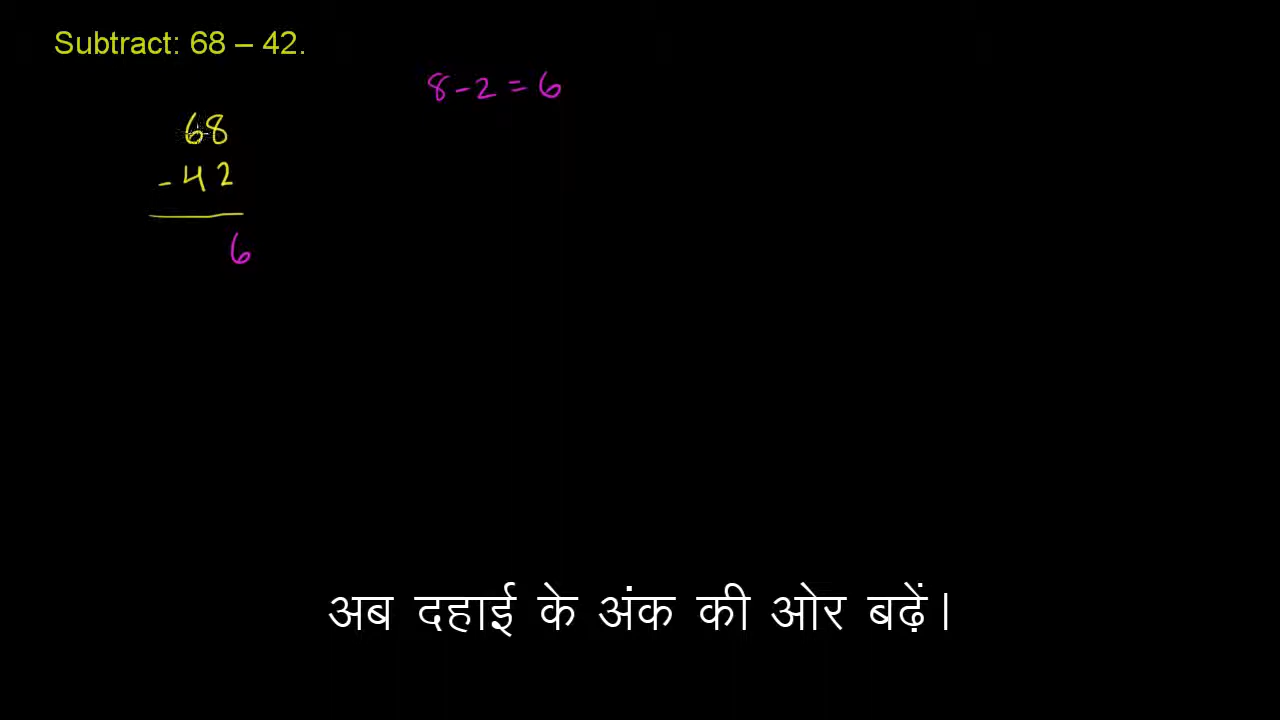 Subtract: 68 – 42.
8-2=6
68
-42
6
अब दहाई के अंक की ओर बढ़ें।